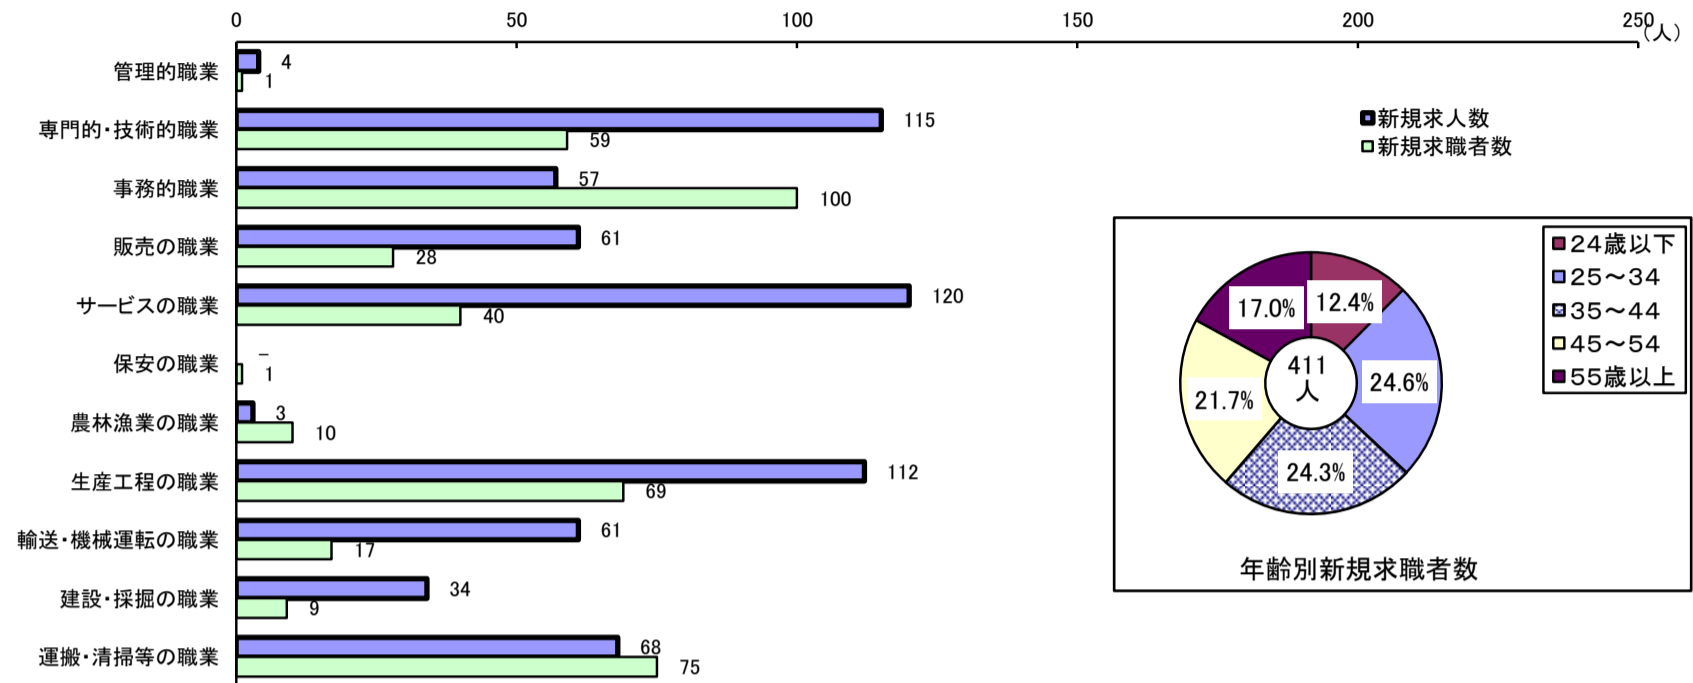 0 50 100 150 200 250
(人)
管理的職業 4
1
専門的・技術的職業 115
59
事務的職業 57
100
販売の職業 61
28
サービスの職業 120
40
保安の職業 −
1
農林漁業の職業 3
10
生産工程の職業 112
69
輸送・機械運転の職業 61
17
建設・採掘の職業 34
9
運搬・清掃等の職業 68
75
新規求人数
新規求職者数
24歳以下
25～34
35～44
45～54
55歳以上
12.4%
24.6%
24.3%
21.7%
17.0%
411
人
年齢別新規求職者数